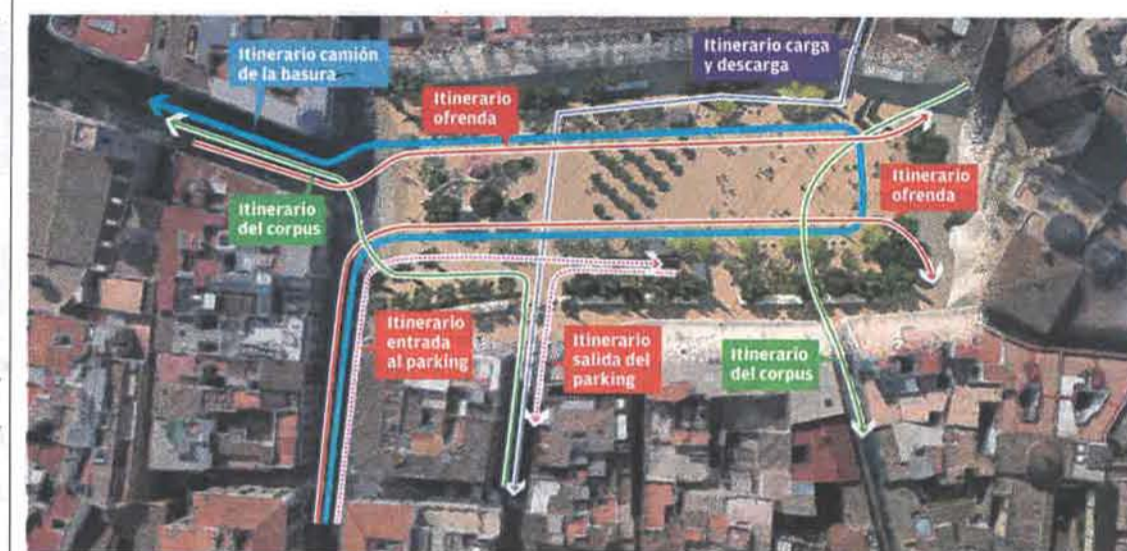 Itinerario camión
de la basura
Itinerario carga
y descarga
Itinerario
ofrenda
Itinerario
ofrenda
Itinerario
del corpus
Itinerario
entrada
al parking
Itinerario
salida del
parking
Itinerario
del corpus